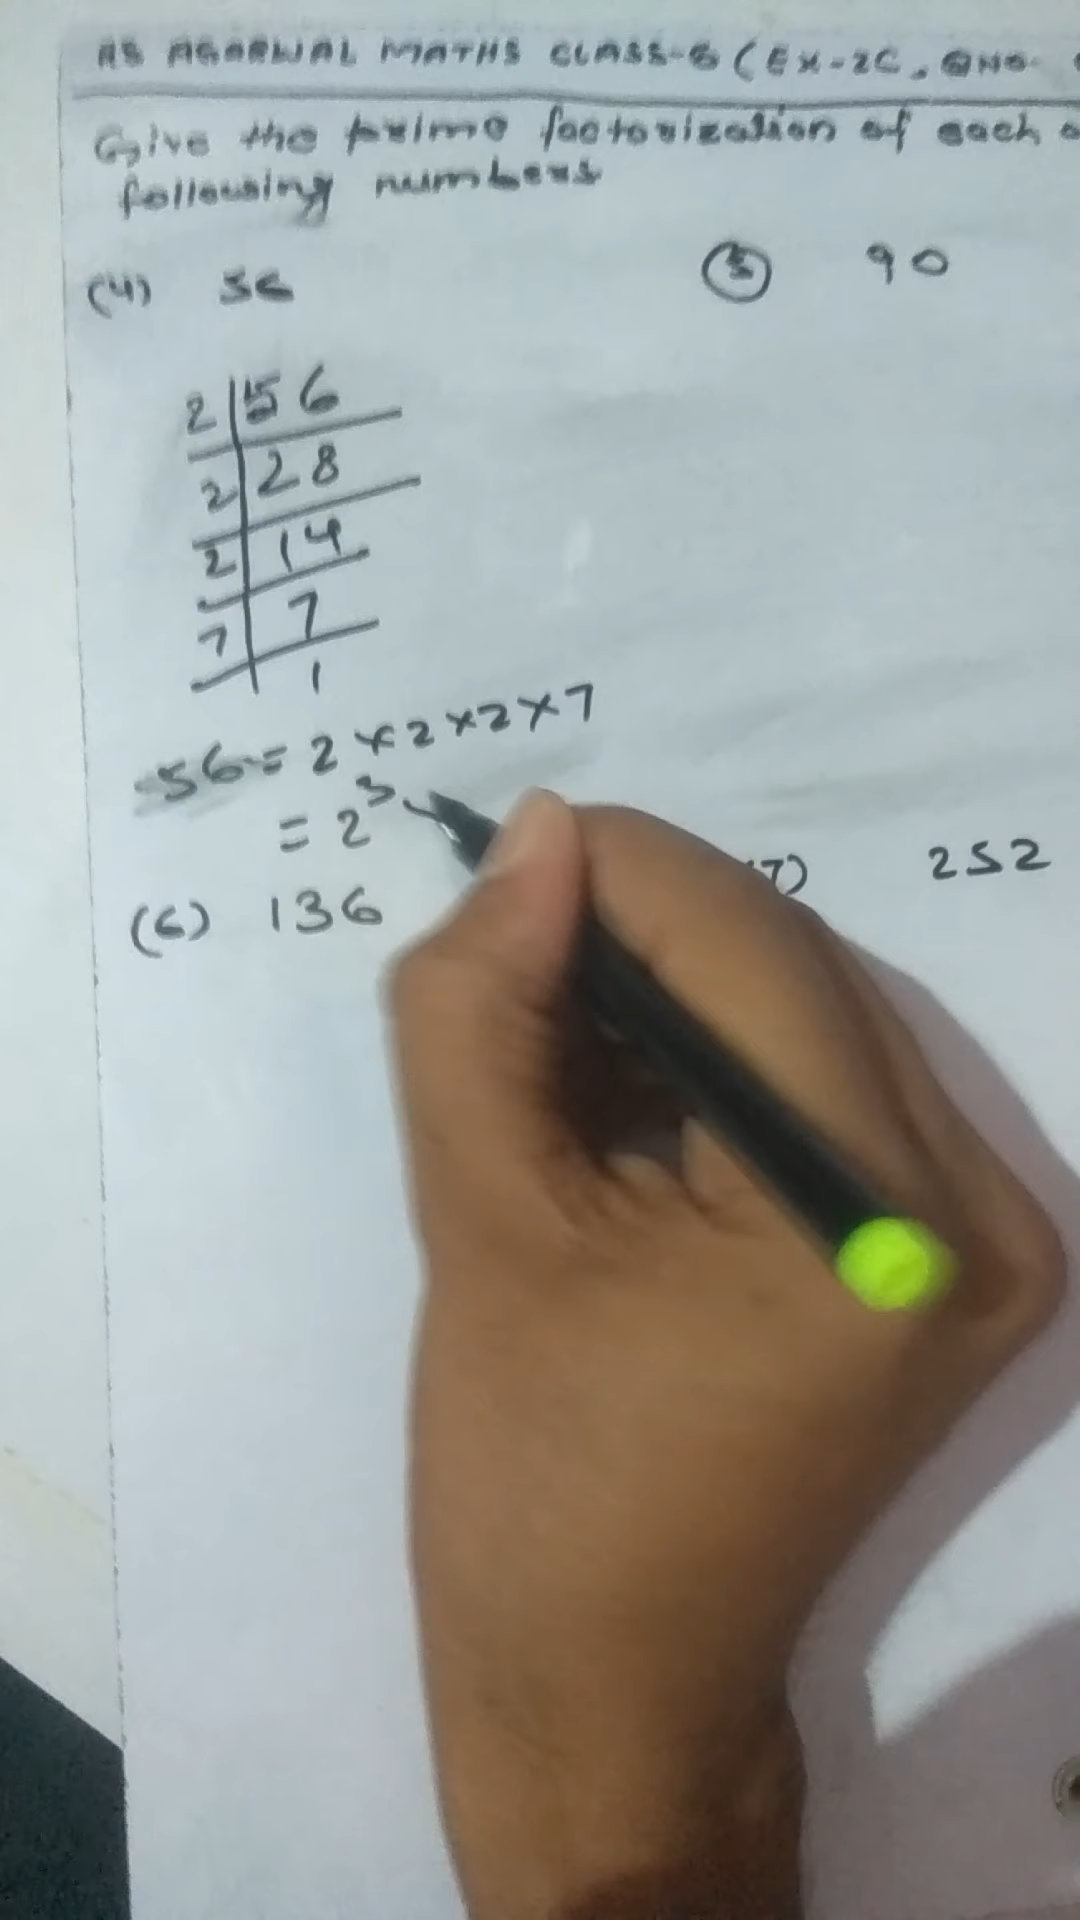 RS AGARWAL MATHS CLASS-6 (EX-2C, QNO.
Give the prime factorization of each
following numbers
(4) 56
(5) 90
2 56
2 28
2 14
7 7
1
56 = 2 × 2 × 2 × 7
= 2³
(6) 136
7) 252